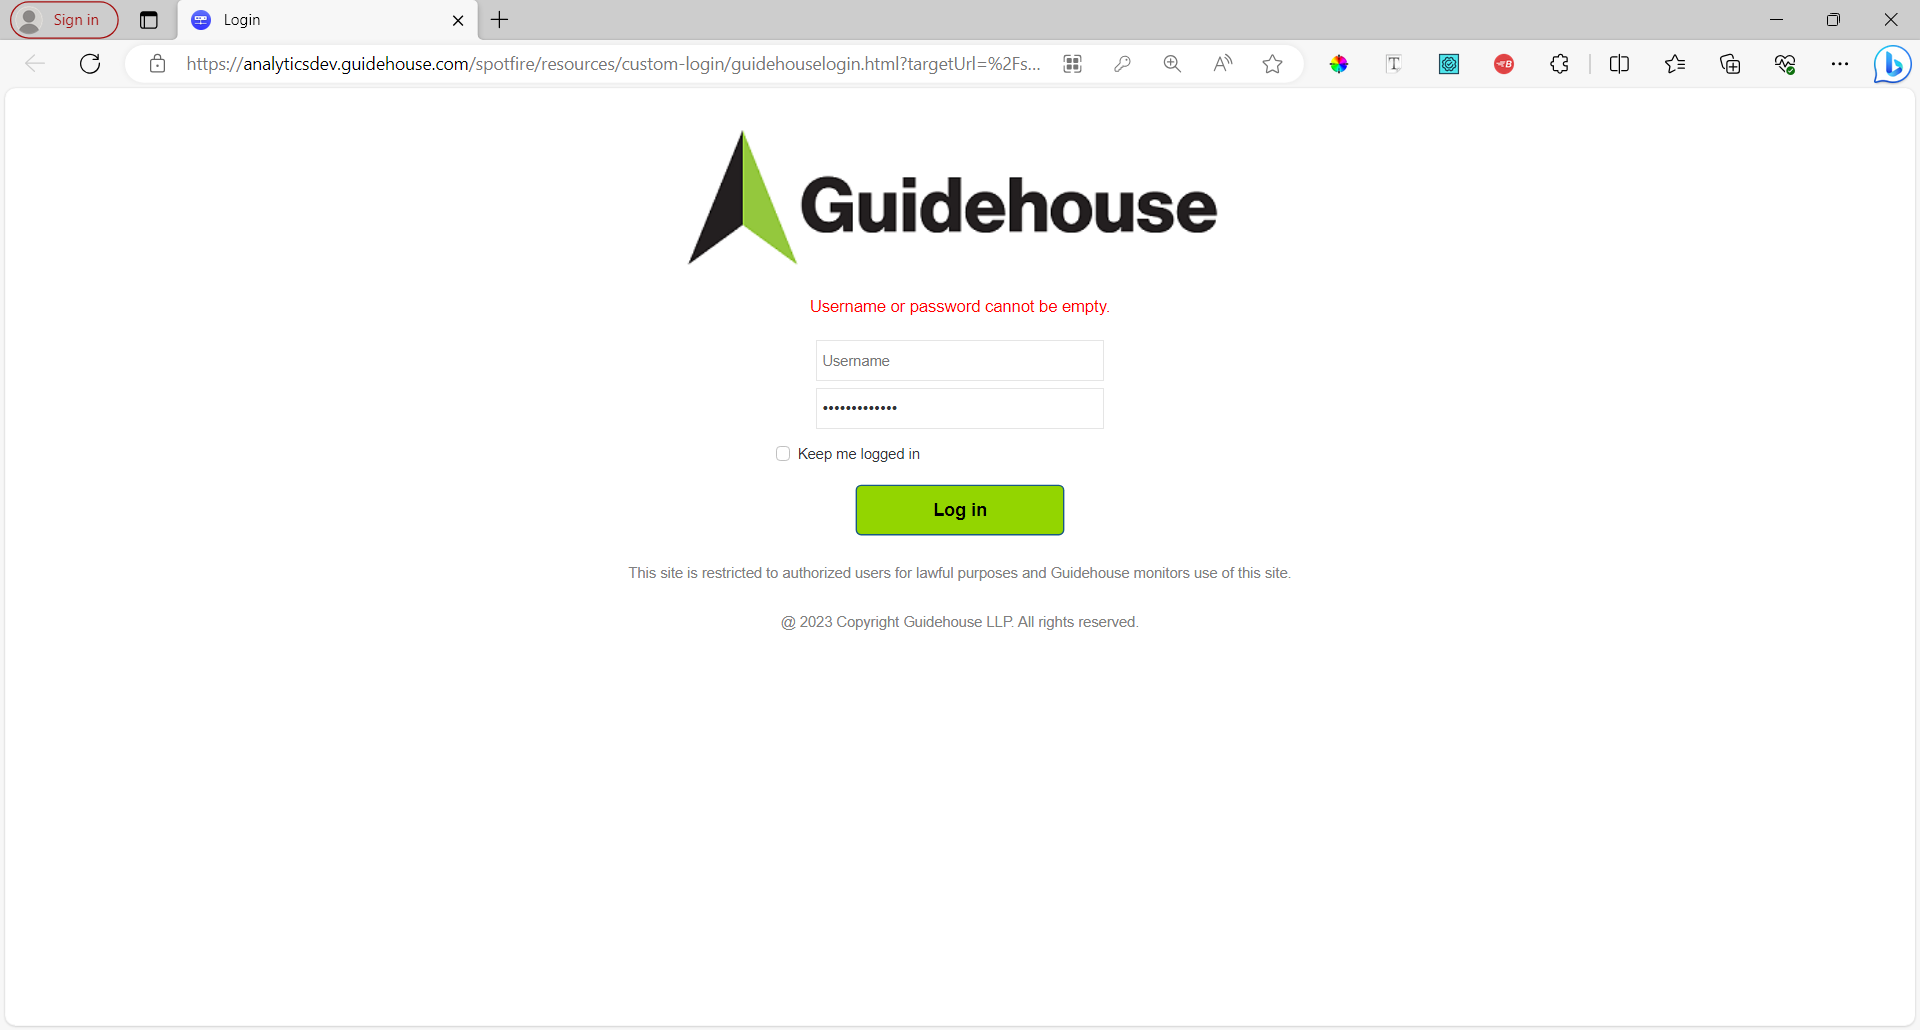 Sign in
Login
https://analyticsdev.guidehouse.com/spotfire/resources/custom-login/guidehouselogin.html?targetUrl=%2Fs...
Guidehouse
Username or password cannot be empty.
Username
•••••••••••••
Keep me logged in
Log in
This site is restricted to authorized users for lawful purposes and Guidehouse monitors use of this site.
@ 2023 Copyright Guidehouse LLP. All rights reserved.